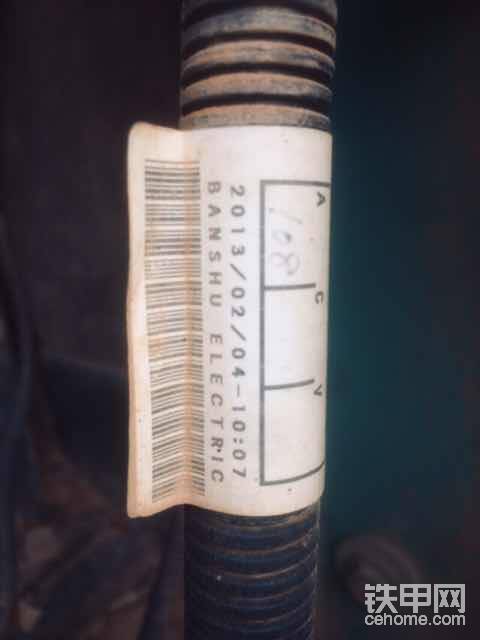 A C V
108
2013/02/04-10:07
BANSHU ELECTRIC
铁甲网
cehome.com